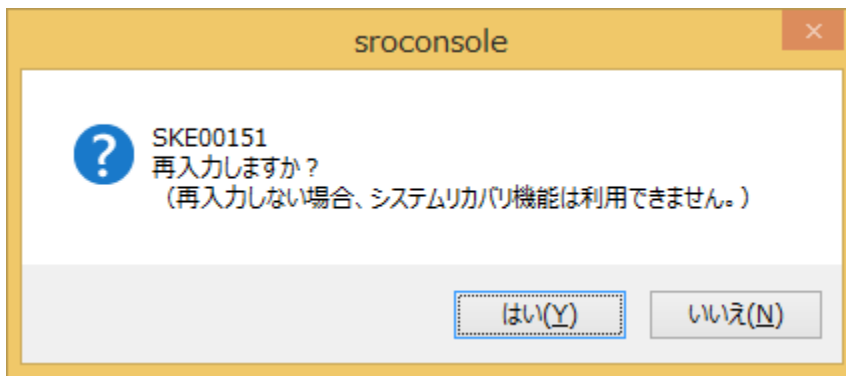 sroconsole
SKE00151
再入力しますか？
（再入力しない場合、システムリカバリ機能は利用できません。）
はい(Y)
いいえ(N)